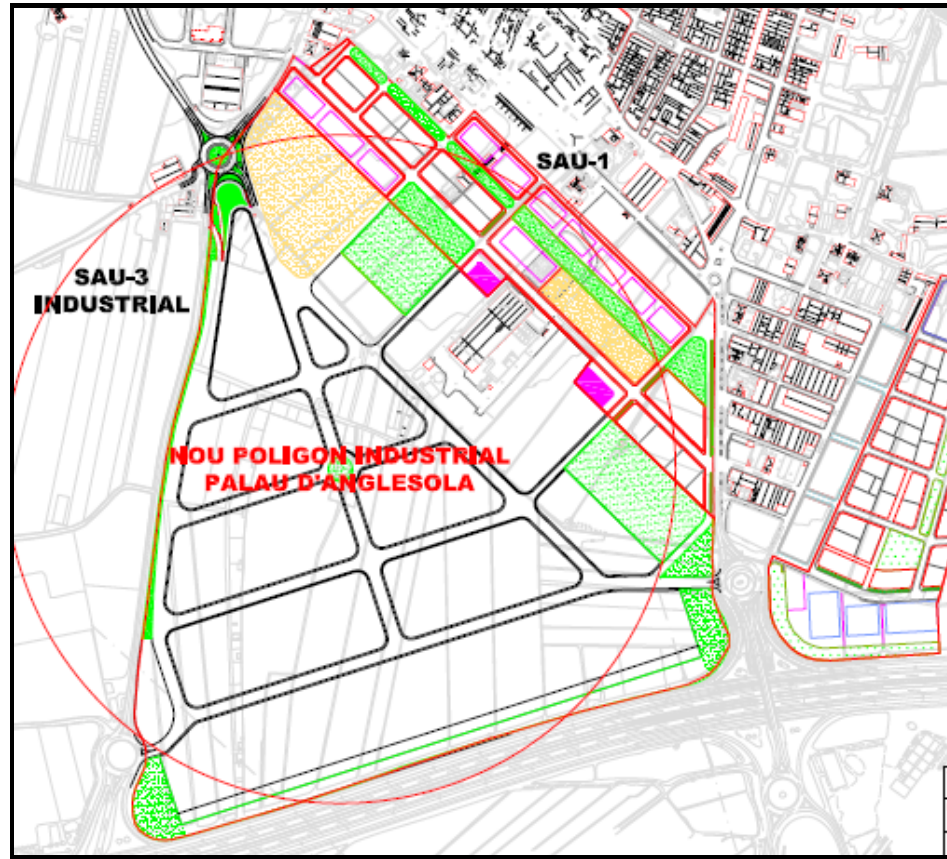 SAU-1
SAU-3
INDUSTRIAL
NOU POLIGON INDUSTRIAL
PALAU D'ANGLESOLA